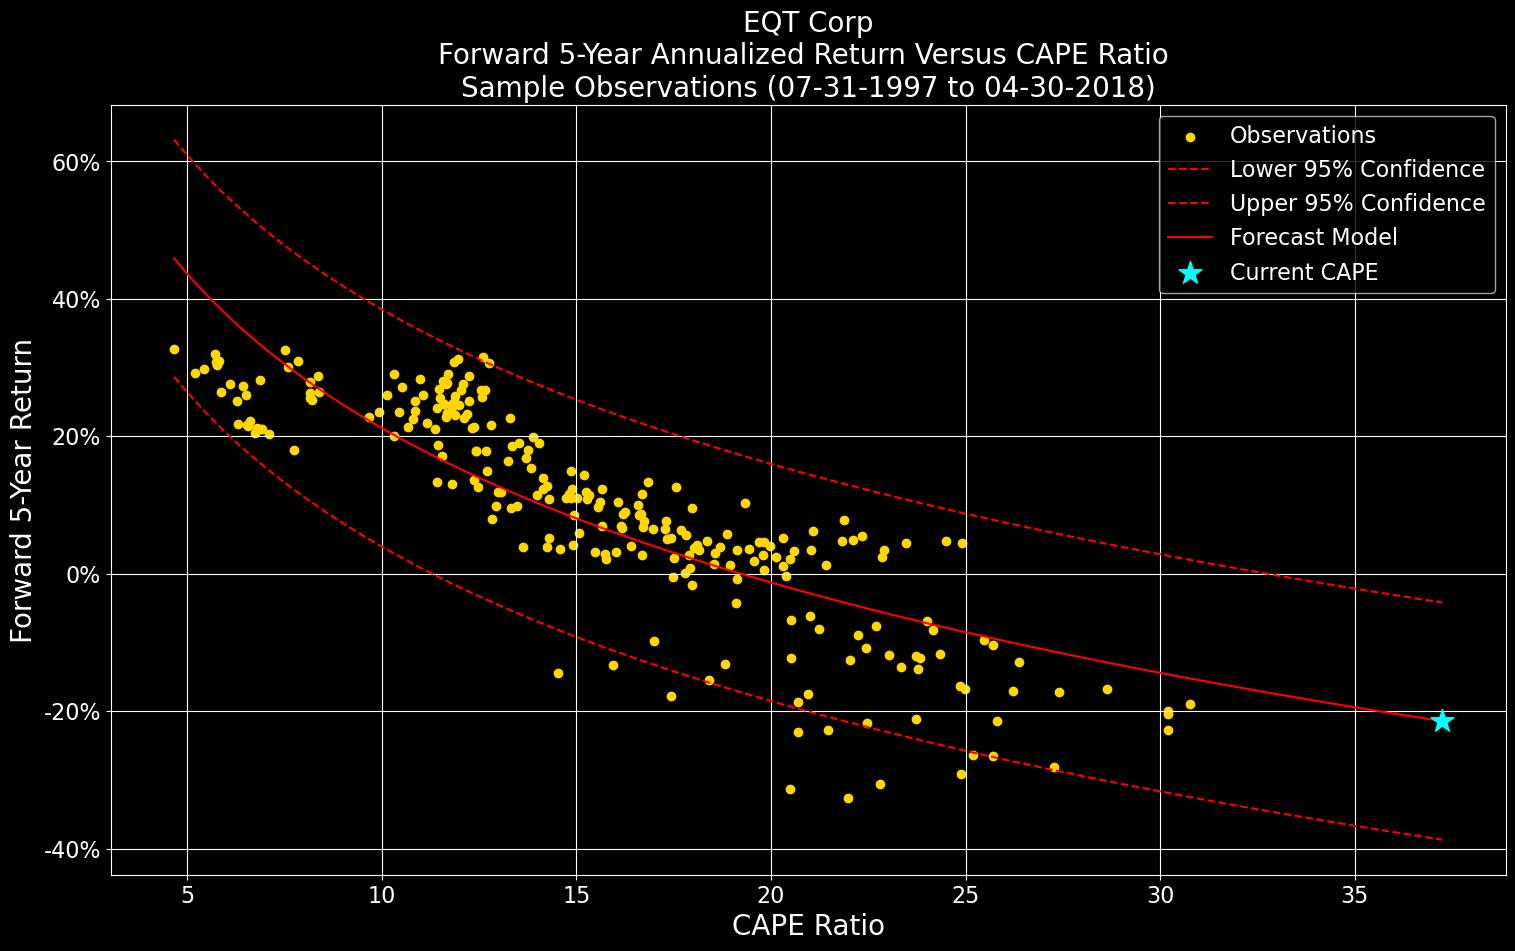 EQT Corp
Forward 5-Year Annualized Return Versus CAPE Ratio
Sample Observations (07-31-1997 to 04-30-2018)
Observations
Lower 95% Confidence
Upper 95% Confidence
Forecast Model
Current CAPE
Forward 5-Year Return
60%
40%
20%
0%
-20%
-40%
5 10 15 20 25 30 35
CAPE Ratio